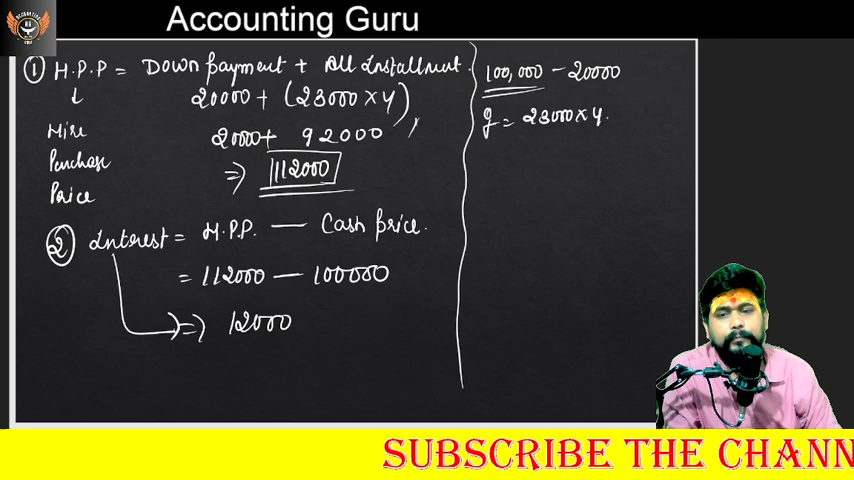 Accounting Guru
① H.P.P = Down payment + All Installment.
↓ 20000 + (23000 x 4)
Hire 20000 + 92000
Purchase ⇒ 112000
Price
② Interest = H.P.P. — Cash price.
= 112000 — 100000
⇒ 12000
100,000 — 20000
I = 23000 x 4.
SUBSCRIBE THE CHANN